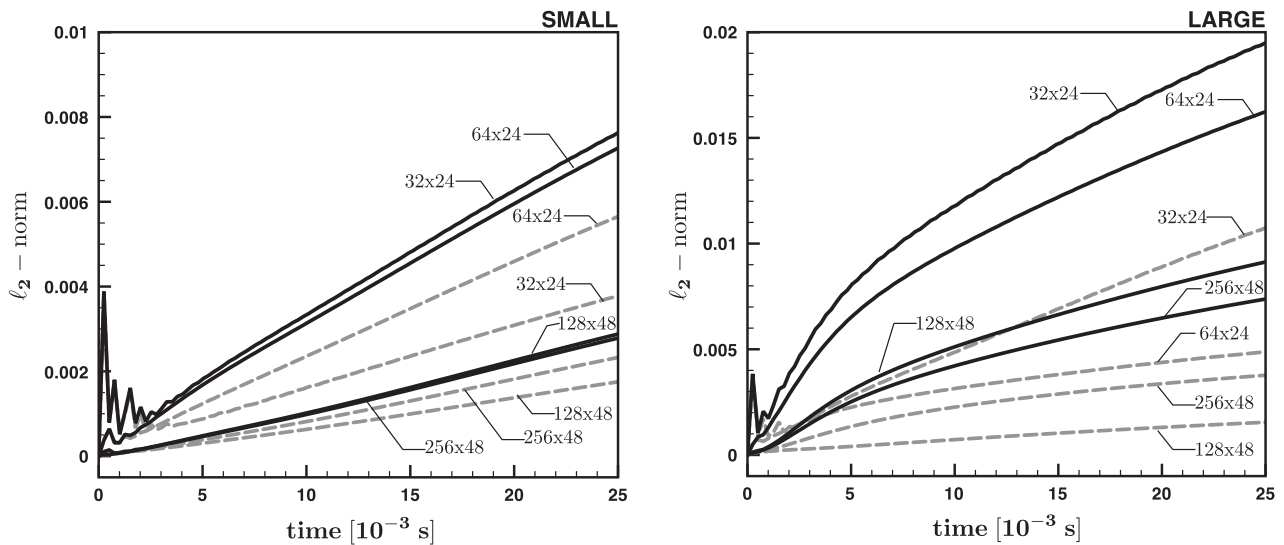 SMALL
0.01
0.008
0.006
0.004
0.002
0
ℓ₂ − norm
64x24
32x24
64x24
32x24
128x48
128x48
256x48
256x48
0 5 10 15 20 25
time [10⁻³ s]
LARGE
0.02
0.015
0.01
0.005
0
ℓ₂ − norm
32x24
64x24
32x24
256x48
128x48
64x24
256x48
128x48
0 5 10 15 20 25
time [10⁻³ s]